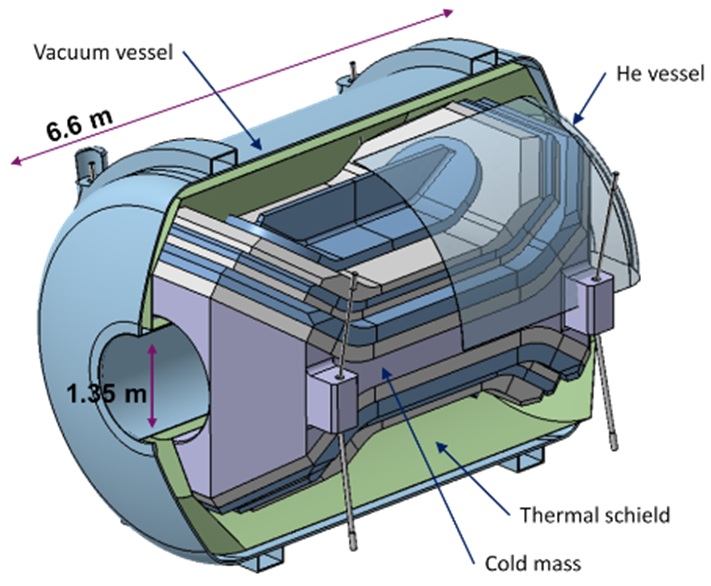 Vacuum vessel
He vessel
6.6 m
1.35 m
Thermal schield
Cold mass